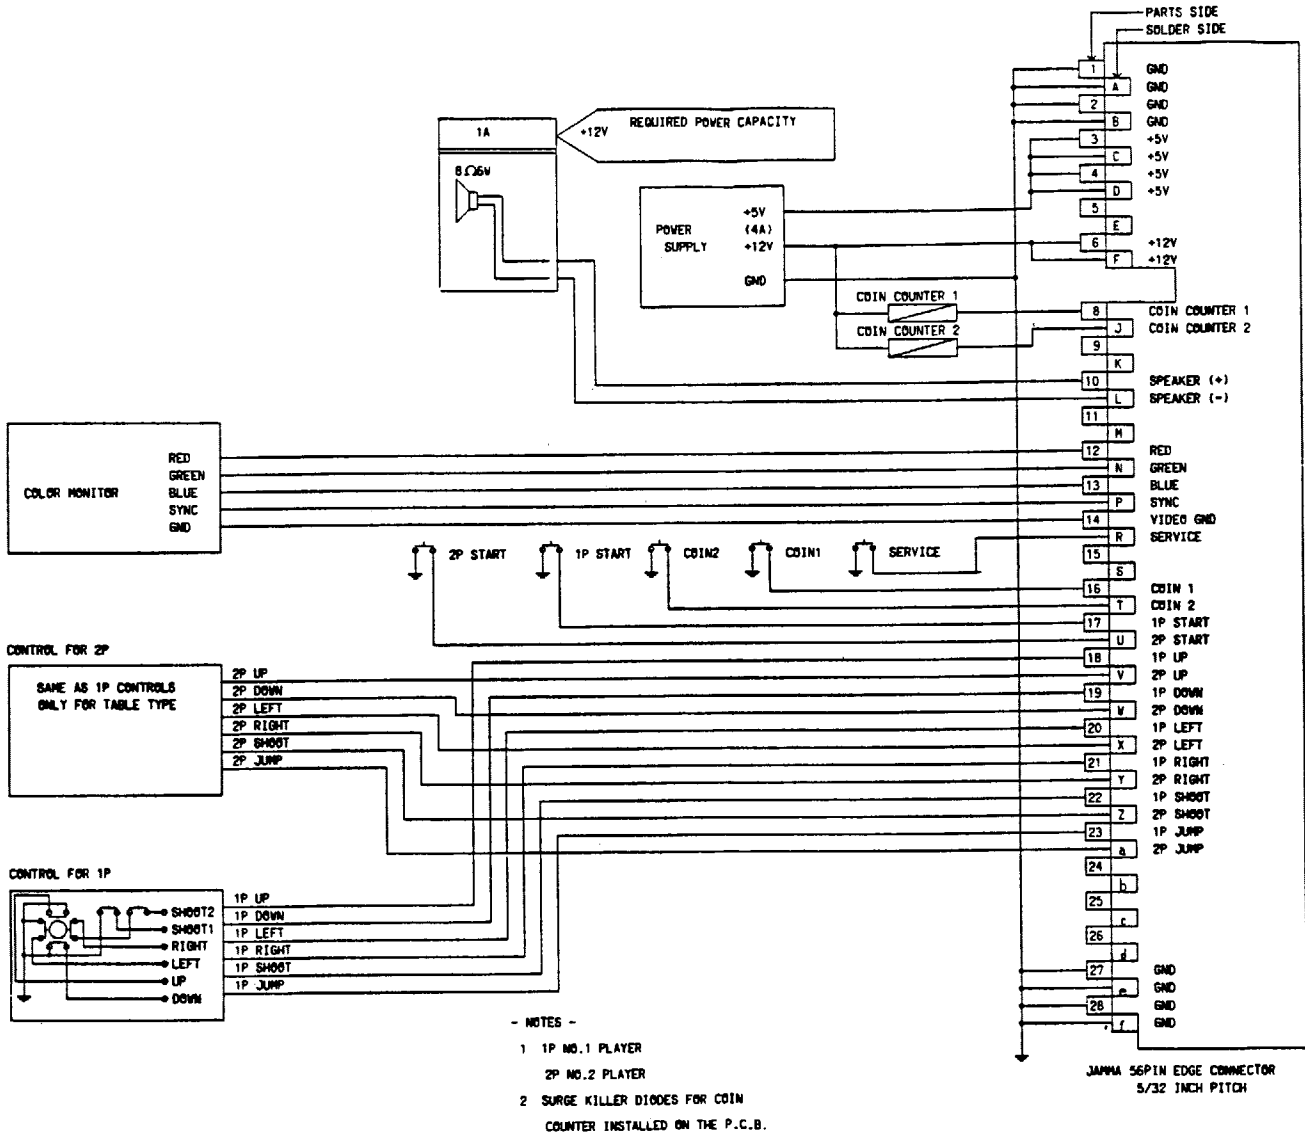 PARTS SIDE
SOLDER SIDE
1 GND
A GND
2 GND
B GND
3 +5V
C +5V
4 +5V
D +5V
5
E
6 +12V
F +12V
8 COIN COUNTER 1
J COIN COUNTER 2
9
K
10 SPEAKER (+)
L SPEAKER (-)
11
M
12 RED
N GREEN
13 BLUE
P SYNC
14 VIDEO GND
R SERVICE
15
S
16 COIN 1
T COIN 2
17 1P START
U 2P START
18 1P UP
V 2P UP
19 1P DOWN
W 2P DOWN
20 1P LEFT
X 2P LEFT
21 1P RIGHT
Y 2P RIGHT
22 1P SHOOT
Z 2P SHOOT
23 1P JUMP
a 2P JUMP
24
b
25
c
26
d
27 GND
e GND
28 GND
f GND
JAMMA 56PIN EDGE CONNECTOR
5/32 INCH PITCH
1A
+12V
REQUIRED POWER CAPACITY
8Ω6W
POWER
SUPPLY
+5V
(4A)
+12V
GND
COIN COUNTER 1
COIN COUNTER 2
COLOR MONITOR
RED
GREEN
BLUE
SYNC
GND
2P START
1P START
COIN2
COIN1
SERVICE
CONTROL FOR 2P
SAME AS 1P CONTROLS
ONLY FOR TABLE TYPE
2P UP
2P DOWN
2P LEFT
2P RIGHT
2P SHOOT
2P JUMP
CONTROL FOR 1P
SHOOT2
SHOOT1
RIGHT
LEFT
UP
DOWN
1P UP
1P DOWN
1P LEFT
1P RIGHT
1P SHOOT
1P JUMP
- NOTES -
1 1P NO.1 PLAYER
2P NO.2 PLAYER
2 SURGE KILLER DIODES FOR COIN
COUNTER INSTALLED ON THE P.C.B.